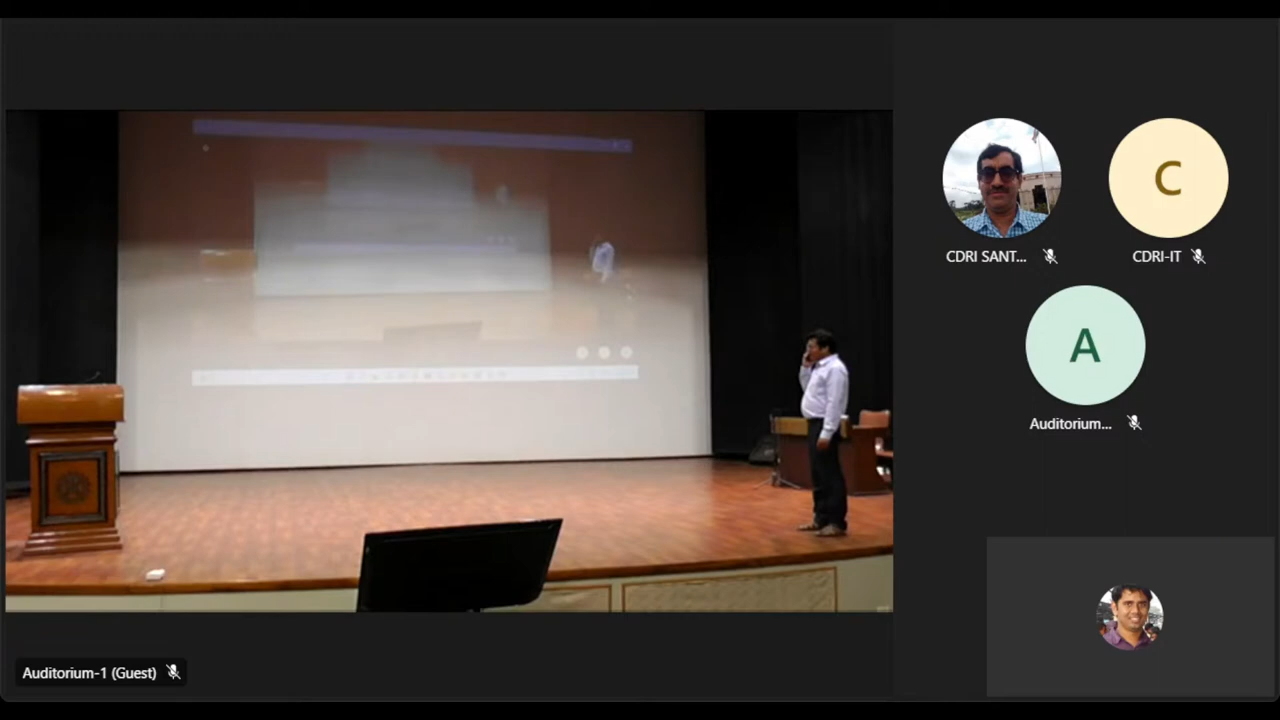 CDRI SANT...
C
CDRI-IT
A
Auditorium...
Auditorium-1 (Guest)